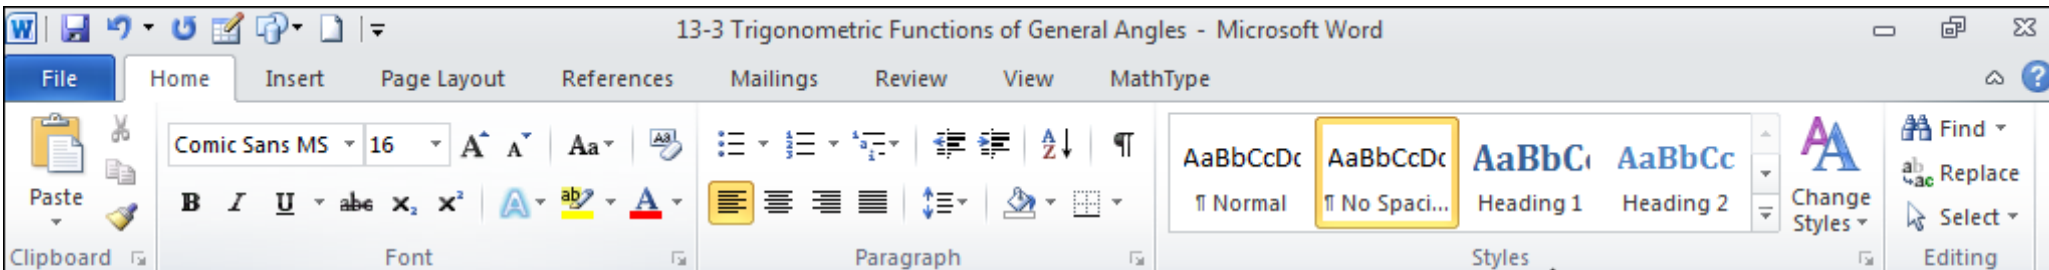 13-3 Trigonometric Functions of General Angles - Microsoft Word
File Home Insert Page Layout References Mailings Review View MathType
Comic Sans MS 16 Aa
AaBbCcDc AaBbCcDc AaBbC AaBbCc
¶ Normal ¶ No Spaci... Heading 1 Heading 2
Paste
B I U abc x₂ x² A ab A
Change Styles
Find
Replace
Select
Clipboard Font Paragraph Styles Editing